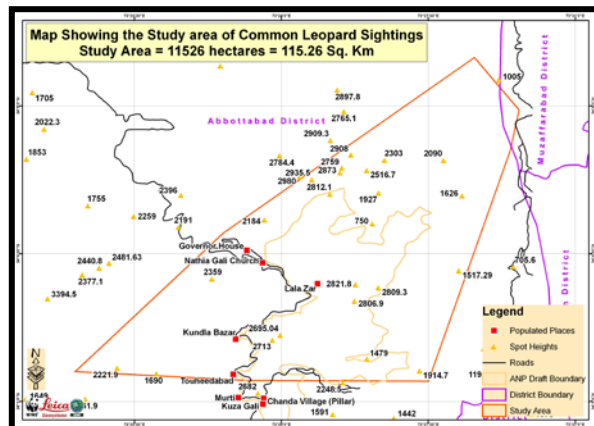 Map Showing the Study area of Common Leopard Sightings
Study Area = 11526 hectares = 115.26 Sq. Km
1005
1705
2897.8
2765.1
2022.3
Abbottabad District
Muzaffarabad District
2909.3
1853
2784.4
2759
2908
2303
2090
2935.5
2873
2516.7
2980
2812.1
1927
1626
2396
1755
2259
2191
2184
750
Governor House
Nathia Gali Church
2481.63
2440.8
2377.1
2359
Lala Zar
2821.8
2809.3
1517.29
705.6
District
3394.5
2806.9
2695.04
Kundla Bazar
2713
1479
2221.9
1690
Touheedabad
2682
2248.5
1914.7
Murti
Kuza Gali
Chanda Village (Pillar)
1591
1442
Legend
Populated Places
Spot Heights
Roads
ANP Draft Boundary
District Boundary
Study Area
N
WWF
Leica